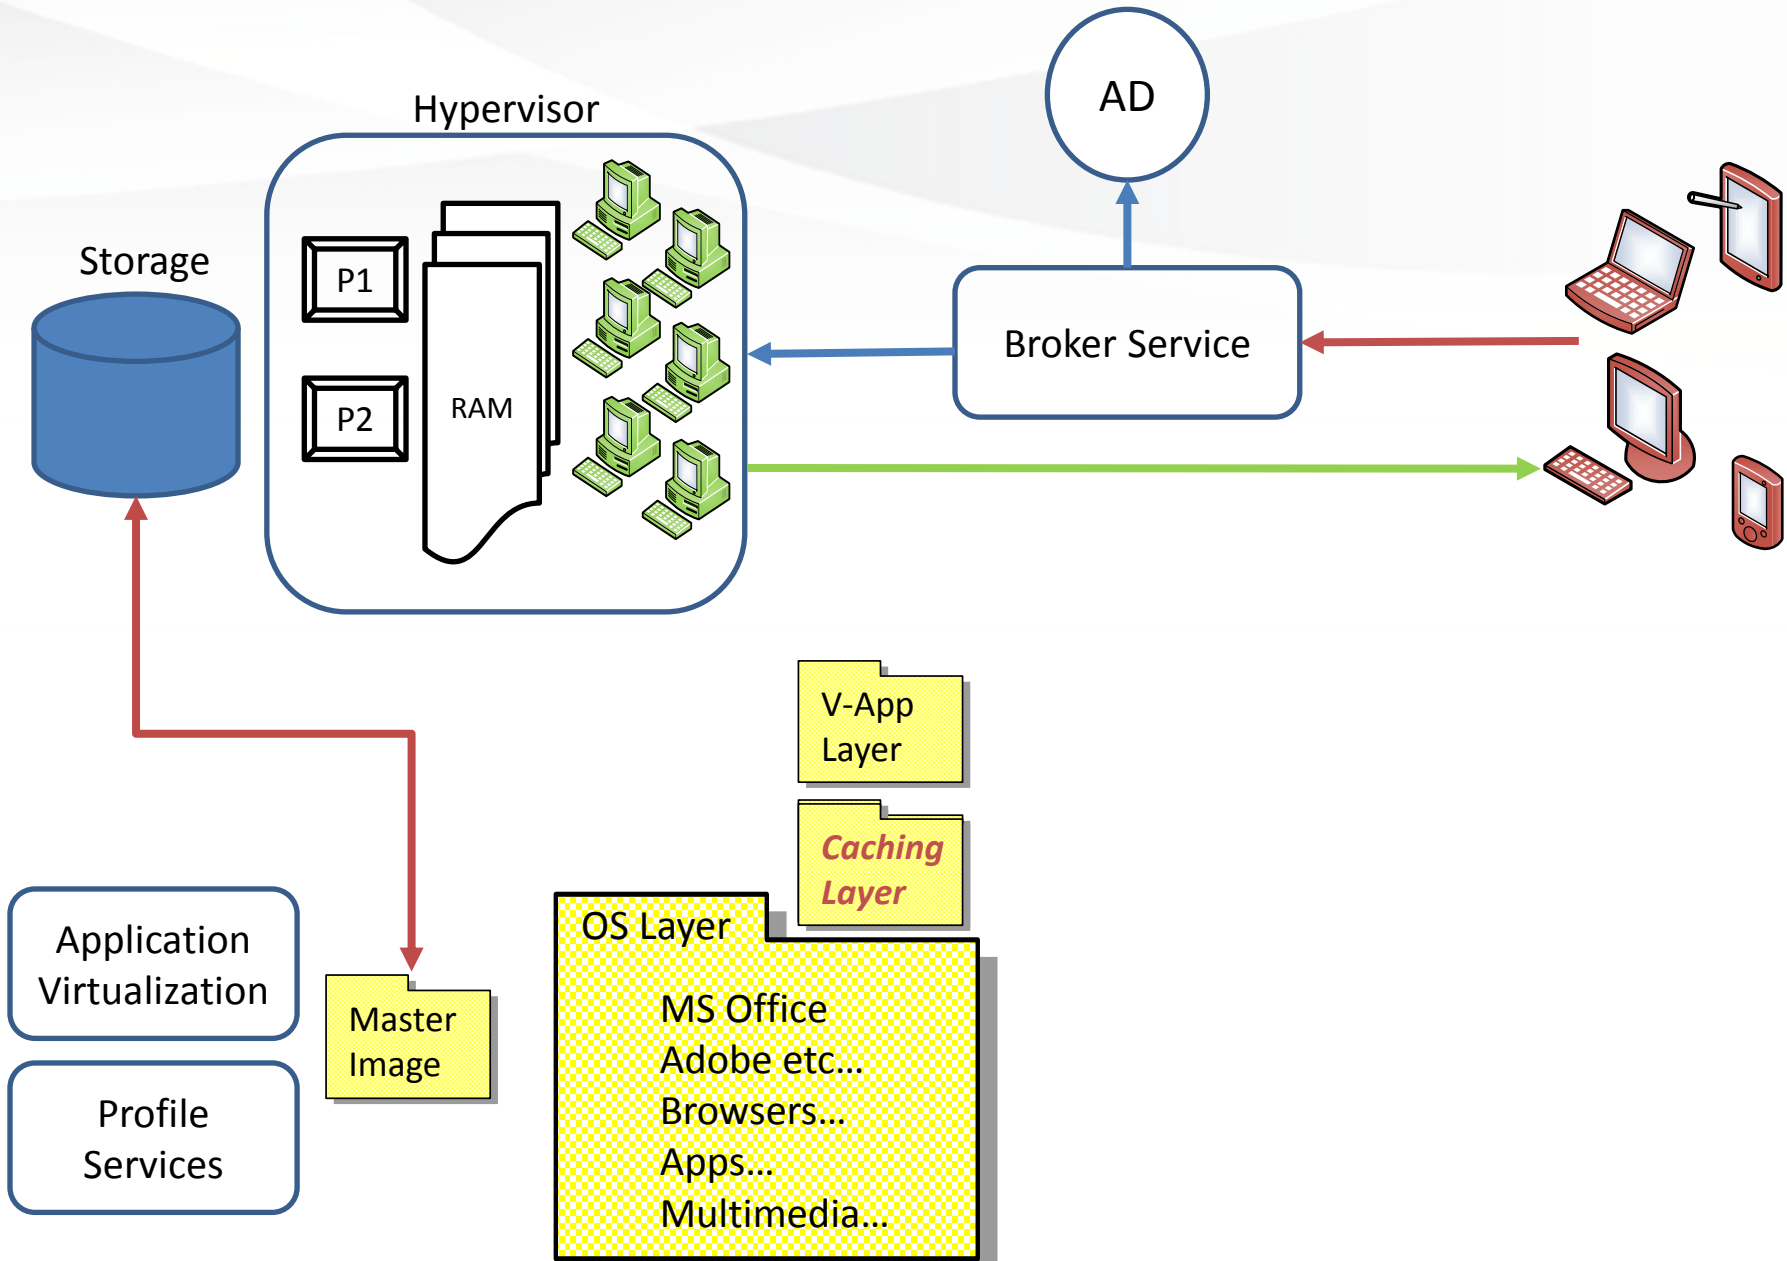 AD
Hypervisor
Storage
P1
P2
RAM
Broker Service
V-App
Layer
Caching
Layer
OS Layer
MS Office
Adobe etc...
Browsers...
Apps...
Multimedia...
Application
Virtualization
Master
Image
Profile
Services